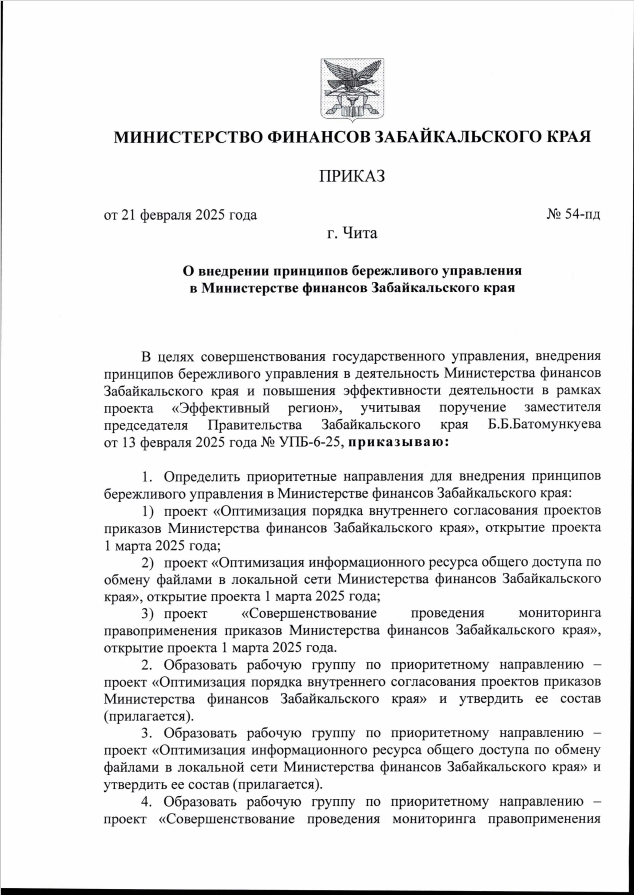 МИНИСТЕРСТВО ФИНАНСОВ ЗАБАЙКАЛЬСКОГО КРАЯ
ПРИКАЗ
от 21 февраля 2025 года № 54-пд
г. Чита
О внедрении принципов бережливого управления
в Министерстве финансов Забайкальского края
В целях совершенствования государственного управления, внедрения
принципов бережливого управления в деятельность Министерства финансов
Забайкальского края и повышения эффективности деятельности в рамках
проекта «Эффективный регион», учитывая поручение заместителя
председателя Правительства Забайкальского края Б.Б.Батомункуева
от 13 февраля 2025 года № УПБ-6-25, приказываю:
1. Определить приоритетные направления для внедрения принципов
бережливого управления в Министерстве финансов Забайкальского края:
1) проект «Оптимизация порядка внутреннего согласования проектов
приказов Министерства финансов Забайкальского края», открытие проекта
1 марта 2025 года;
2) проект «Оптимизация информационного ресурса общего доступа по
обмену файлами в локальной сети Министерства финансов Забайкальского
края», открытие проекта 1 марта 2025 года;
3) проект «Совершенствование проведения мониторинга
правоприменения приказов Министерства финансов Забайкальского края»,
открытие проекта 1 марта 2025 года.
2. Образовать рабочую группу по приоритетному направлению –
проект «Оптимизация порядка внутреннего согласования проектов приказов
Министерства финансов Забайкальского края» и утвердить ее состав
(прилагается).
3. Образовать рабочую группу по приоритетному направлению –
проект «Оптимизация информационного ресурса общего доступа по обмену
файлами в локальной сети Министерства финансов Забайкальского края» и
утвердить ее состав (прилагается).
4. Образовать рабочую группу по приоритетному направлению –
проект «Совершенствование проведения мониторинга правоприменения